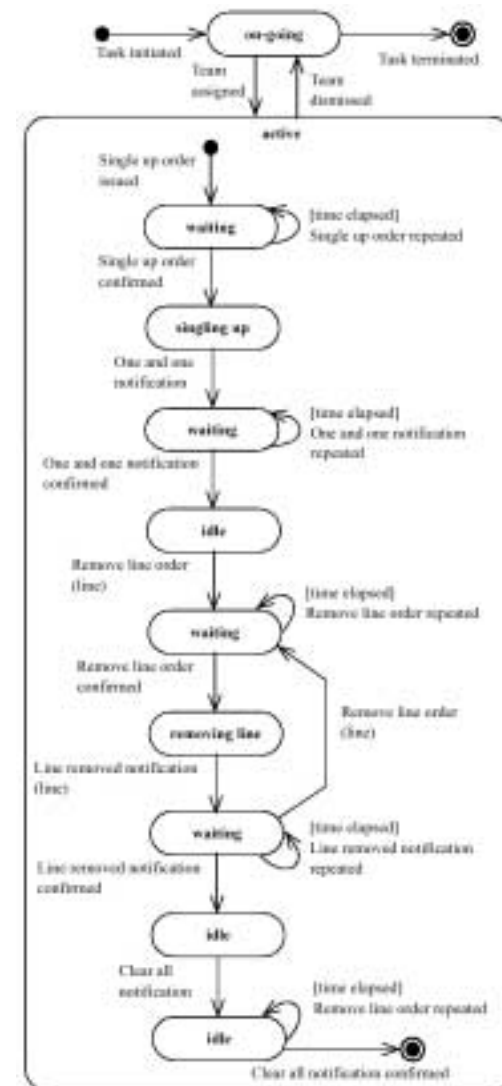 on-going
Task initiated
Task terminated
Team
assigned
Team
dismissed
active
Single up order
issued
waiting
[time elapsed]
Single up order repeated
Single up order
confirmed
singling up
One and one
notification
waiting
[time elapsed]
One and one notification
repeated
One and one notification
confirmed
idle
Remove line order
(line)
[time elapsed]
Remove line order repeated
waiting
Remove line order
confirmed
Remove line order
(line)
removing line
Line removed notification
(line)
waiting
[time elapsed]
Line removed notification
repeated
Line removed notification
confirmed
idle
Clear all
notification
[time elapsed]
Remove line order repeated
idle
Clear all notification confirmed